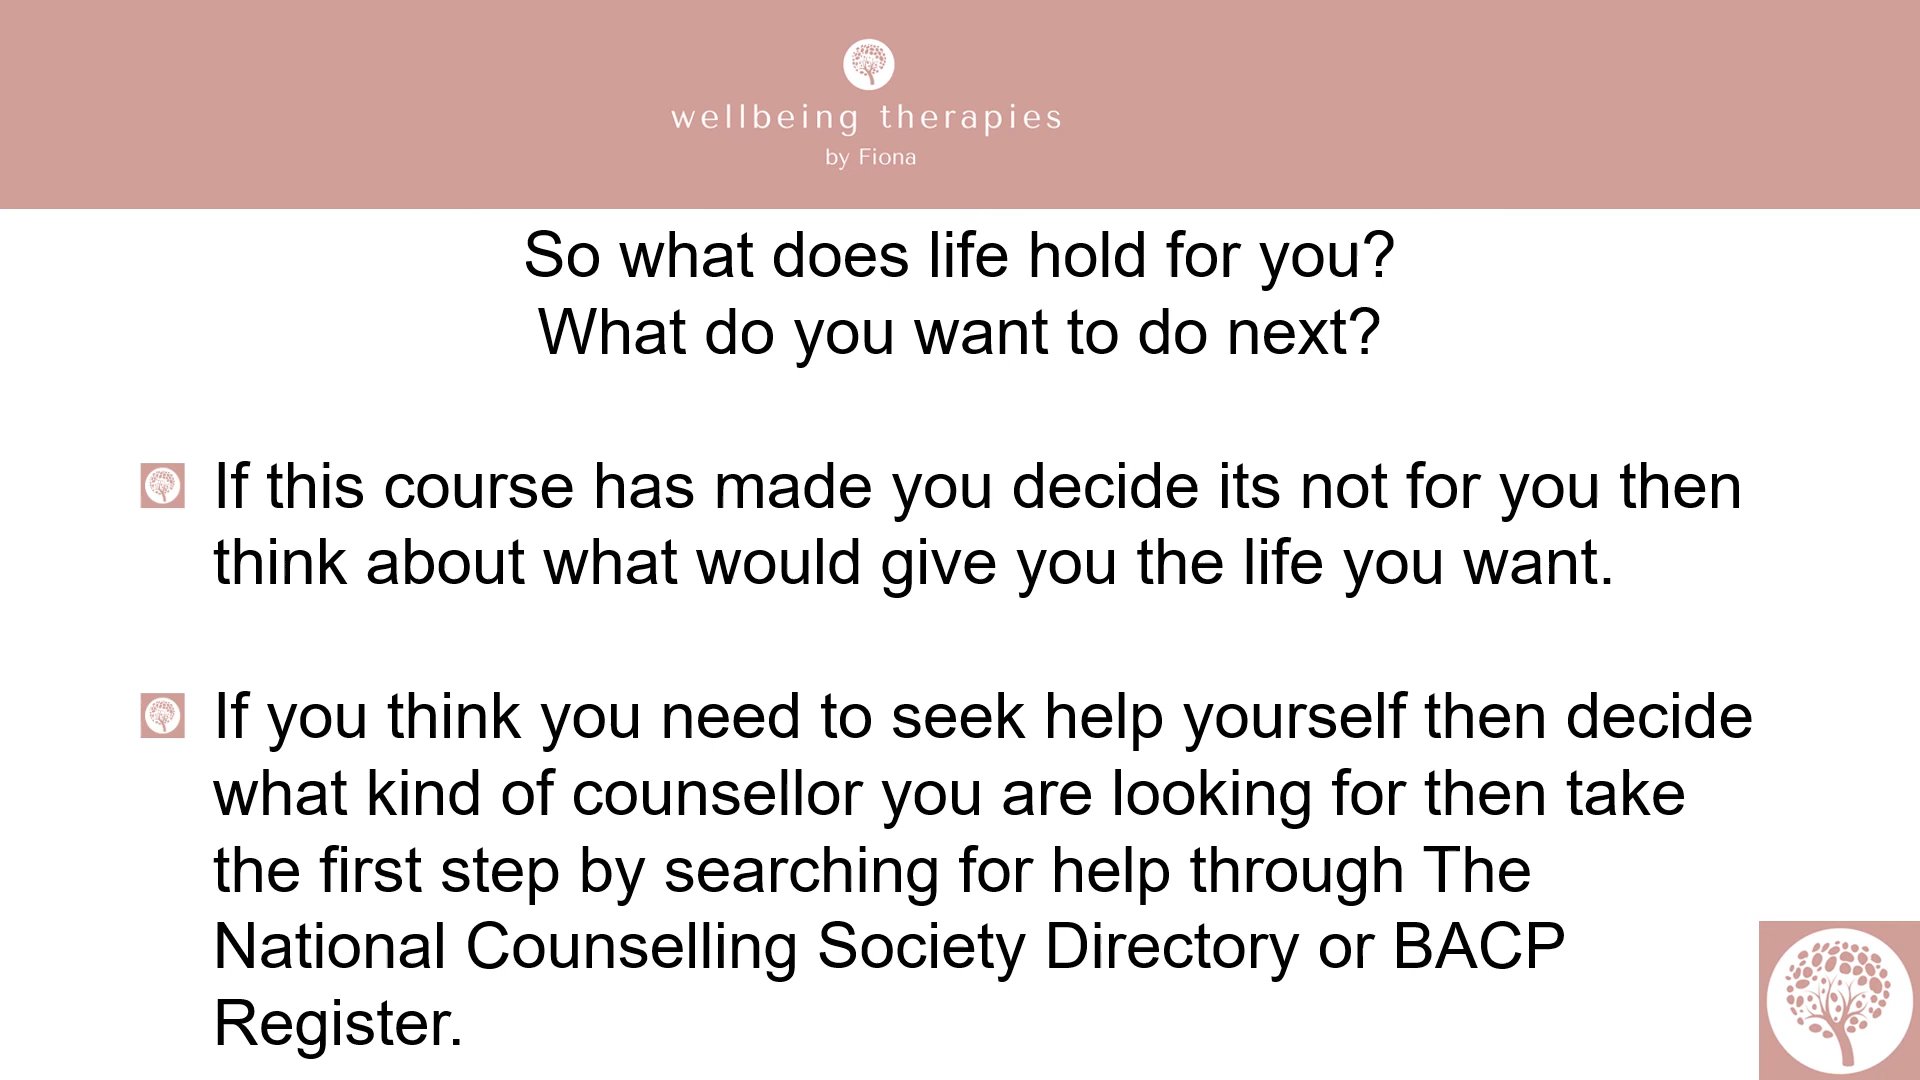 wellbeing therapies
by Fiona
So what does life hold for you?
What do you want to do next?
If this course has made you decide its not for you then
think about what would give you the life you want.
If you think you need to seek help yourself then decide
what kind of counsellor you are looking for then take
the first step by searching for help through The
National Counselling Society Directory or BACP
Register.